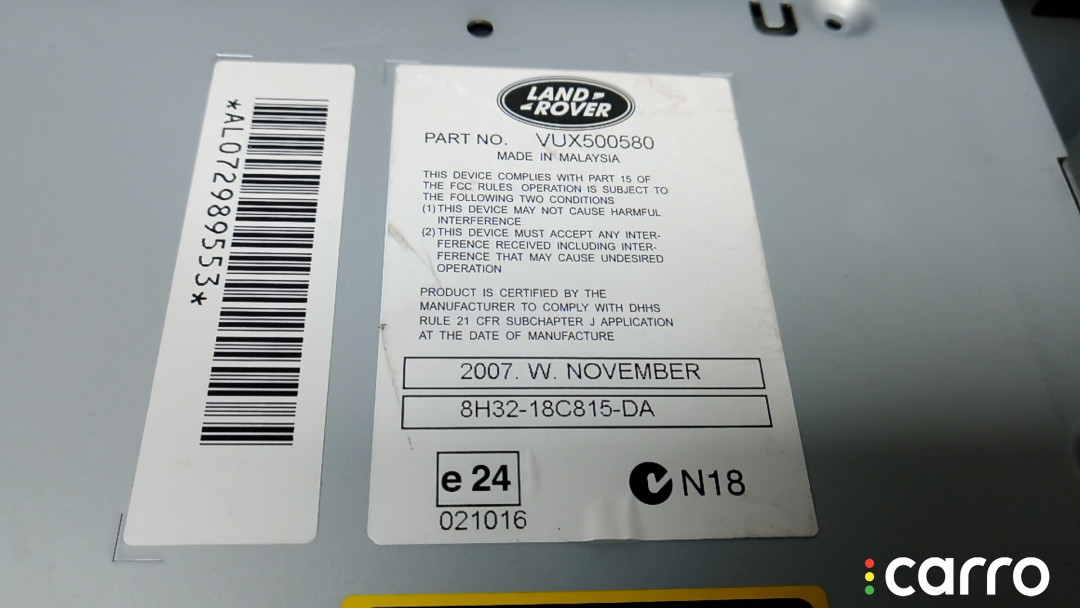 *AL0729895553*
LAND-
-ROVER
PART NO. VUX500580
MADE IN MALAYSIA
THIS DEVICE COMPLIES WITH PART 15 OF
THE FCC RULES OPERATION IS SUBJECT TO
THE FOLLOWING TWO CONDITIONS
(1) THIS DEVICE MAY NOT CAUSE HARMFUL
INTERFERENCE
(2) THIS DEVICE MUST ACCEPT ANY INTER-
FERENCE RECEIVED INCLUDING INTER-
FERENCE THAT MAY CAUSE UNDESIRED
OPERATION
PRODUCT IS CERTIFIED BY THE
MANUFACTURER TO COMPLY WITH DHHS
RULE 21 CFR SUBCHAPTER J APPLICATION
AT THE DATE OF MANUFACTURE
2007. W. NOVEMBER
8H32-18C815-DA
e 24
021016
N18
carro